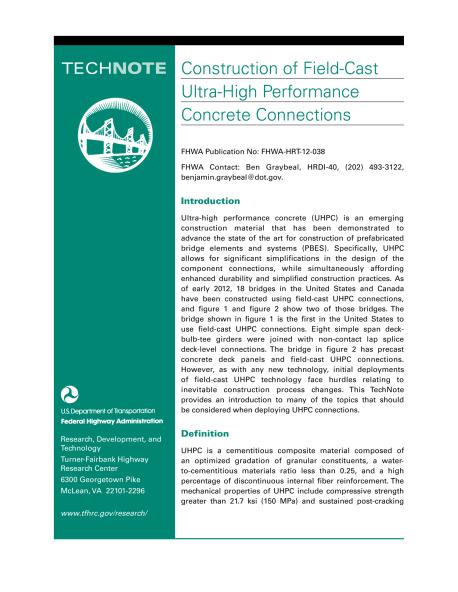 TECHNOTE
Construction of Field-Cast
Ultra-High Performance
Concrete Connections
FHWA Publication No: FHWA-HRT-12-038
FHWA Contact: Ben Graybeal, HRDI-40, (202) 493-3122,
benjamin.graybeal@dot.gov.
Introduction
Ultra-high performance concrete (UHPC) is an emerging
construction material that has been demonstrated to
advance the state of the art for construction of prefabricated
bridge elements and systems (PBES). Specifically, UHPC
allows for significant simplifications in the design of the
component connections, while simultaneously affording
enhanced durability and simplified construction practices. As
of early 2012, 18 bridges in the United States and Canada
have been constructed using field-cast UHPC connections,
and figure 1 and figure 2 show two of those bridges. The
bridge shown in figure 1 is the first in the United States to
use field-cast UHPC connections. Eight simple span deck-
bulb-tee girders were joined with non-contact lap splice
deck-level connections. The bridge in figure 2 has precast
concrete deck panels and field-cast UHPC connections.
However, as with any new technology, initial deployments
of field-cast UHPC technology face hurdles relating to
inevitable construction process changes. This TechNote
provides an introduction to many of the topics that should
be considered when deploying UHPC connections.
Definition
UHPC is a cementitious composite material composed of
an optimized gradation of granular constituents, a water-
to-cementitious materials ratio less than 0.25, and a high
percentage of discontinuous internal fiber reinforcement. The
mechanical properties of UHPC include compressive strength
greater than 21.7 ksi (150 MPa) and sustained post-cracking
U.S. Department of Transportation
Federal Highway Administration
Research, Development, and
Technology
Turner-Fairbank Highway
Research Center
6300 Georgetown Pike
McLean, VA 22101-2296
www.tfhrc.gov/research/